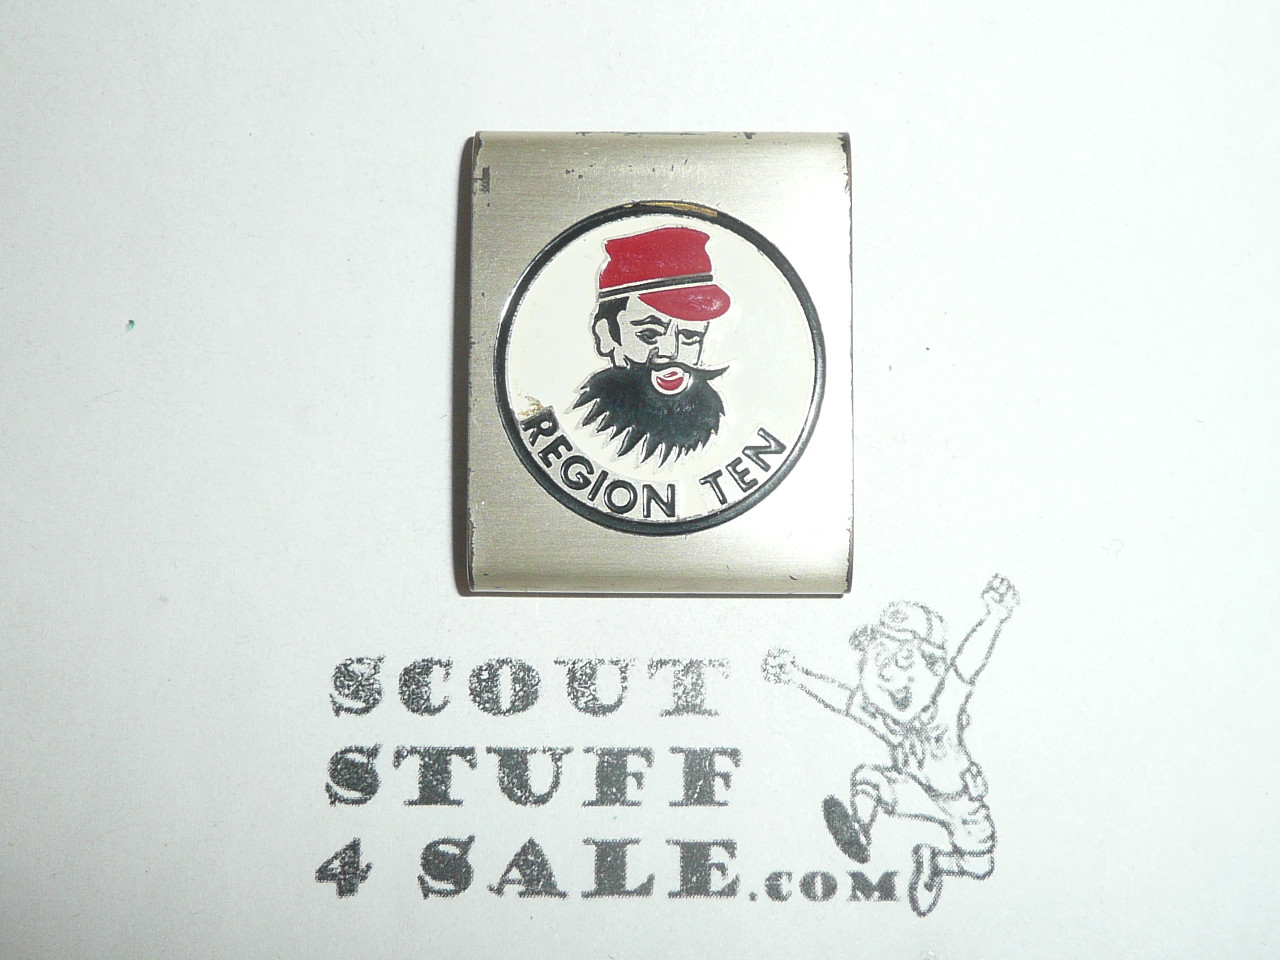 REGION TEN
SCOUT
STUFF
4 SALE.COM